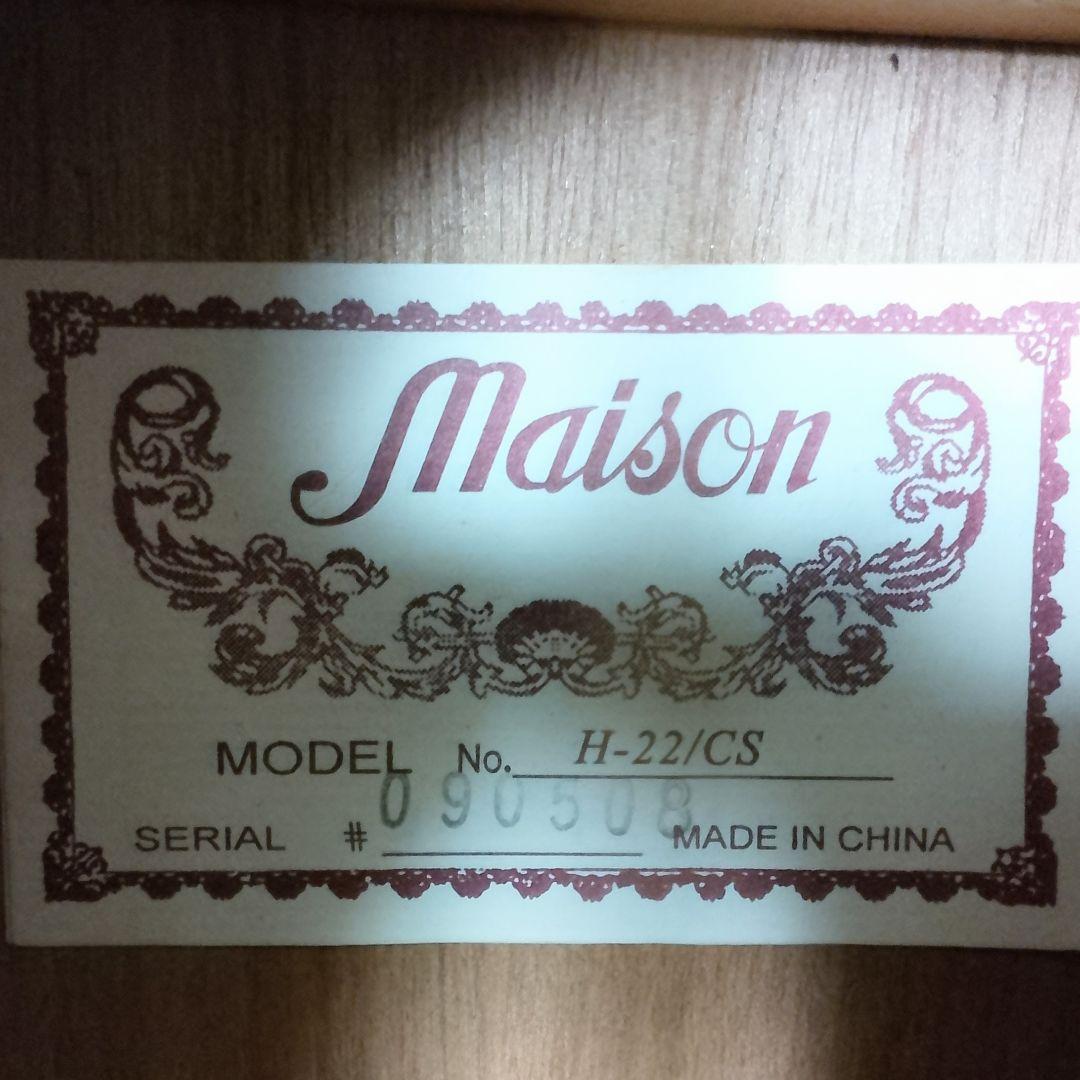 Maison
MODEL No. H-22/CS
SERIAL # 090508 MADE IN CHINA